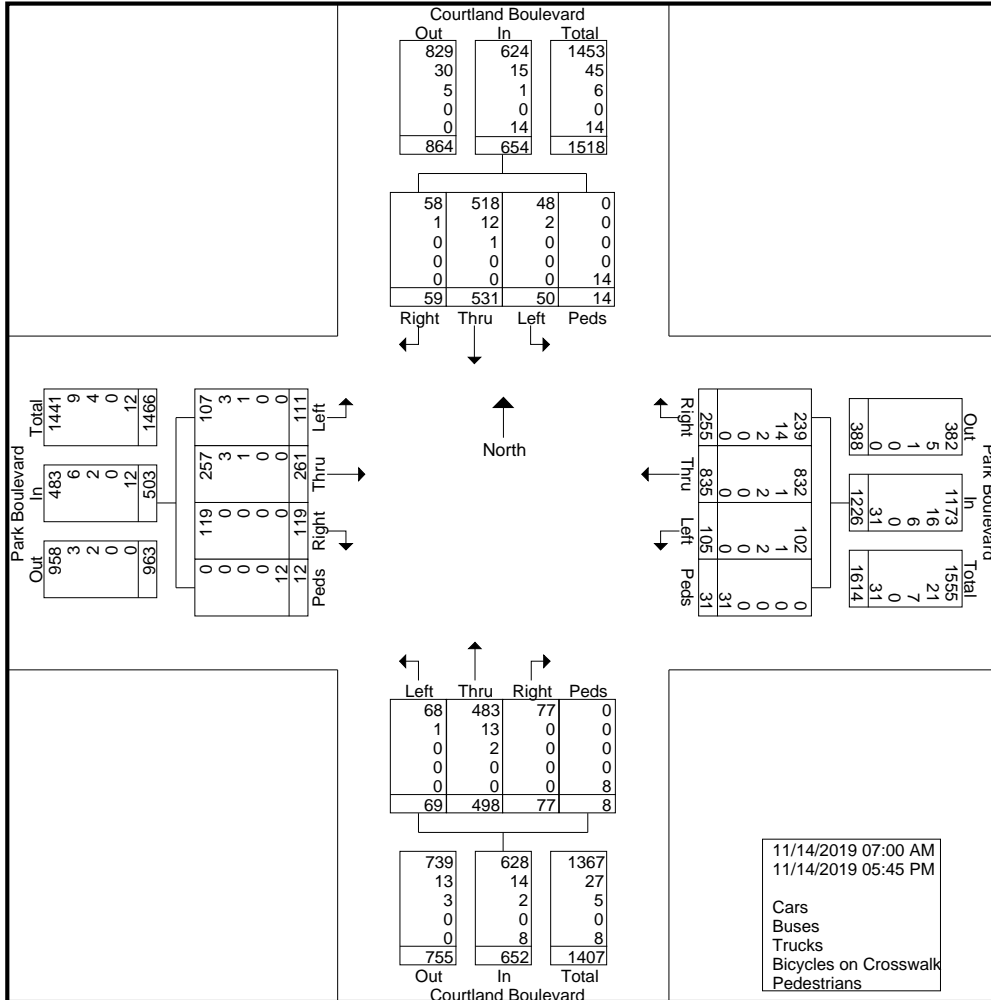 Courtland Boulevard
Out In Total
829 624 1453
30 15 45
5 1 6
0 0 0
0 14 14
864 654 1518
58 518 48 0
1 12 2 0
0 1 0 0
0 0 0 0
0 0 0 14
59 531 50 14
Right Thru Left Peds
North
Park Boulevard
Total
1441 9 4 0 12 1466
In
483 6 2 0 12 503
Out
958 3 2 0 0 963
107 3 1 0 0 111 Left
257 3 1 0 0 261 Thru
119 0 0 0 0 119 Right
0 0 0 0 12 12 Peds
Right 255 0 0 2 14 239
Thru 835 0 0 2 1 832
Left 105 0 0 2 1 102
Peds 31 31 0 0 0 0
Park Boulevard
Out
388 0 0 1 5 382
In
1226 31 0 6 16 1173
Total
1614 31 0 7 21 1555
Left Thru Right Peds
68 483 77 0
1 13 0 0
0 2 0 0
0 0 0 0
0 0 0 8
69 498 77 8
739 628 1367
13 14 27
3 2 5
0 0 0
0 8 8
755 652 1407
Out In Total
Courtland Boulevard
11/14/2019 07:00 AM
11/14/2019 05:45 PM
Cars
Buses
Trucks
Bicycles on Crosswalk
Pedestrians